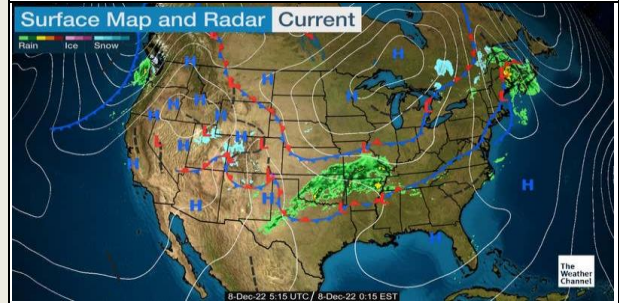 Surface Map and Radar Current
Rain Ice Snow
H
H
H
H
H
H
H
H
L
L
H
H
L
L
L
H
L
H
L
H
H
L
L
L
L
H
H
The
Weather
Channel
8-Dec-22 5:15 UTC / 8-Dec-22 0:15 EST